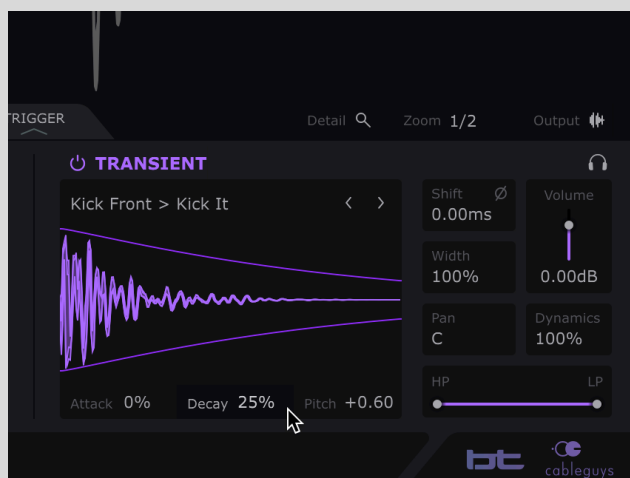 TRIGGER
Detail Zoom 1/2 Output
TRANSIENT
Kick Front > Kick It < >
Shift Ø
0.00ms
Volume
0.00dB
Width
100%
Pan
C
Dynamics
100%
Attack 0% Decay 25% Pitch +0.60
HP LP
bt
cableguys